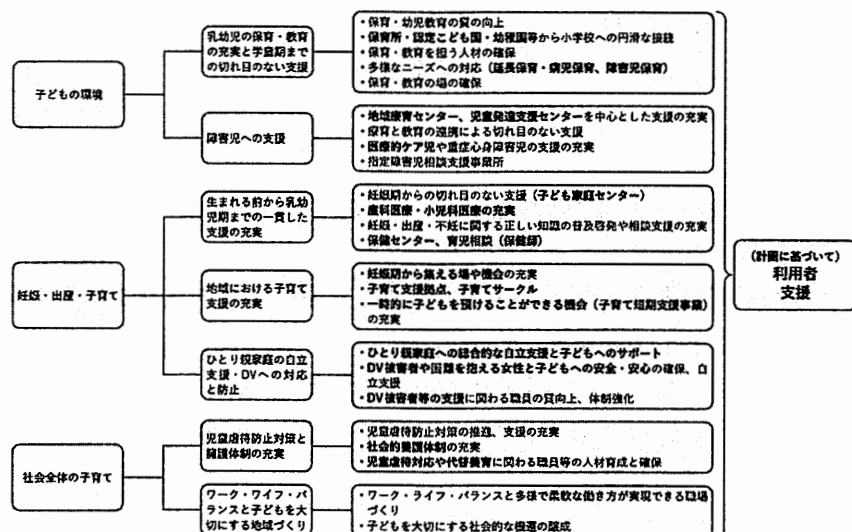 子どもの環境
乳幼児の保育・教育
の充実と学童期まで
の切れ目のない支援
・保育・幼児教育の質の向上
・保育所・認定こども園・幼稚園等から小学校への円滑な接続
・保育・教育を担う人材の確保
・多様なニーズへの対応（延長保育・病児保育、障害児保育）
・保育・教育の場の確保
障害児への支援
・地域療育センター、児童発達支援センターを中心とした支援の充実
・療育と教育の連携による切れ目のない支援
・医療的ケア児や重症心身障害児の支援の充実
・指定障害児相談支援事業所
妊娠・出産・子育て
生まれる前から乳幼
児期までの一貫した
支援の充実
・妊娠期からの切れ目のない支援（子ども家庭センター）
・産科医療・小児科医療の充実
・妊娠・出産・不妊に関する正しい知識の普及啓発や相談支援の充実
・保健センター、育児相談（保健師）
地域における子育て
支援の充実
・妊娠期から集える場や機会の充実
・子育て支援拠点、子育てサークル
・一時的に子どもを預けることができる機会（子育て短期支援事業）
の充実
ひとり親家庭の自立
支援・DVへの対応
と防止
・ひとり親家庭への総合的な自立支援と子どもへのサポート
・DV被害者や困難を抱える女性と子どもへの安全・安心の確保、自
立支援
・DV被害者等の支援に関わる職員の質向上、体制強化
社会全体の子育て
児童虐待防止対策と
擁護体制の充実
・児童虐待防止対策の推進、支援の充実
・社会的養護体制の充実
・児童虐待対応や代替養育に関わる職員等の人材育成と確保
ワーク・ワイフ・バ
ランスと子どもを大
切にする地域づくり
・ワーク・ライフ・バランスと多様で柔軟な働き方が実現できる職場
づくり
・子どもを大切にする社会的な機運の醸成
（計画に基づいて）
利用者
支援